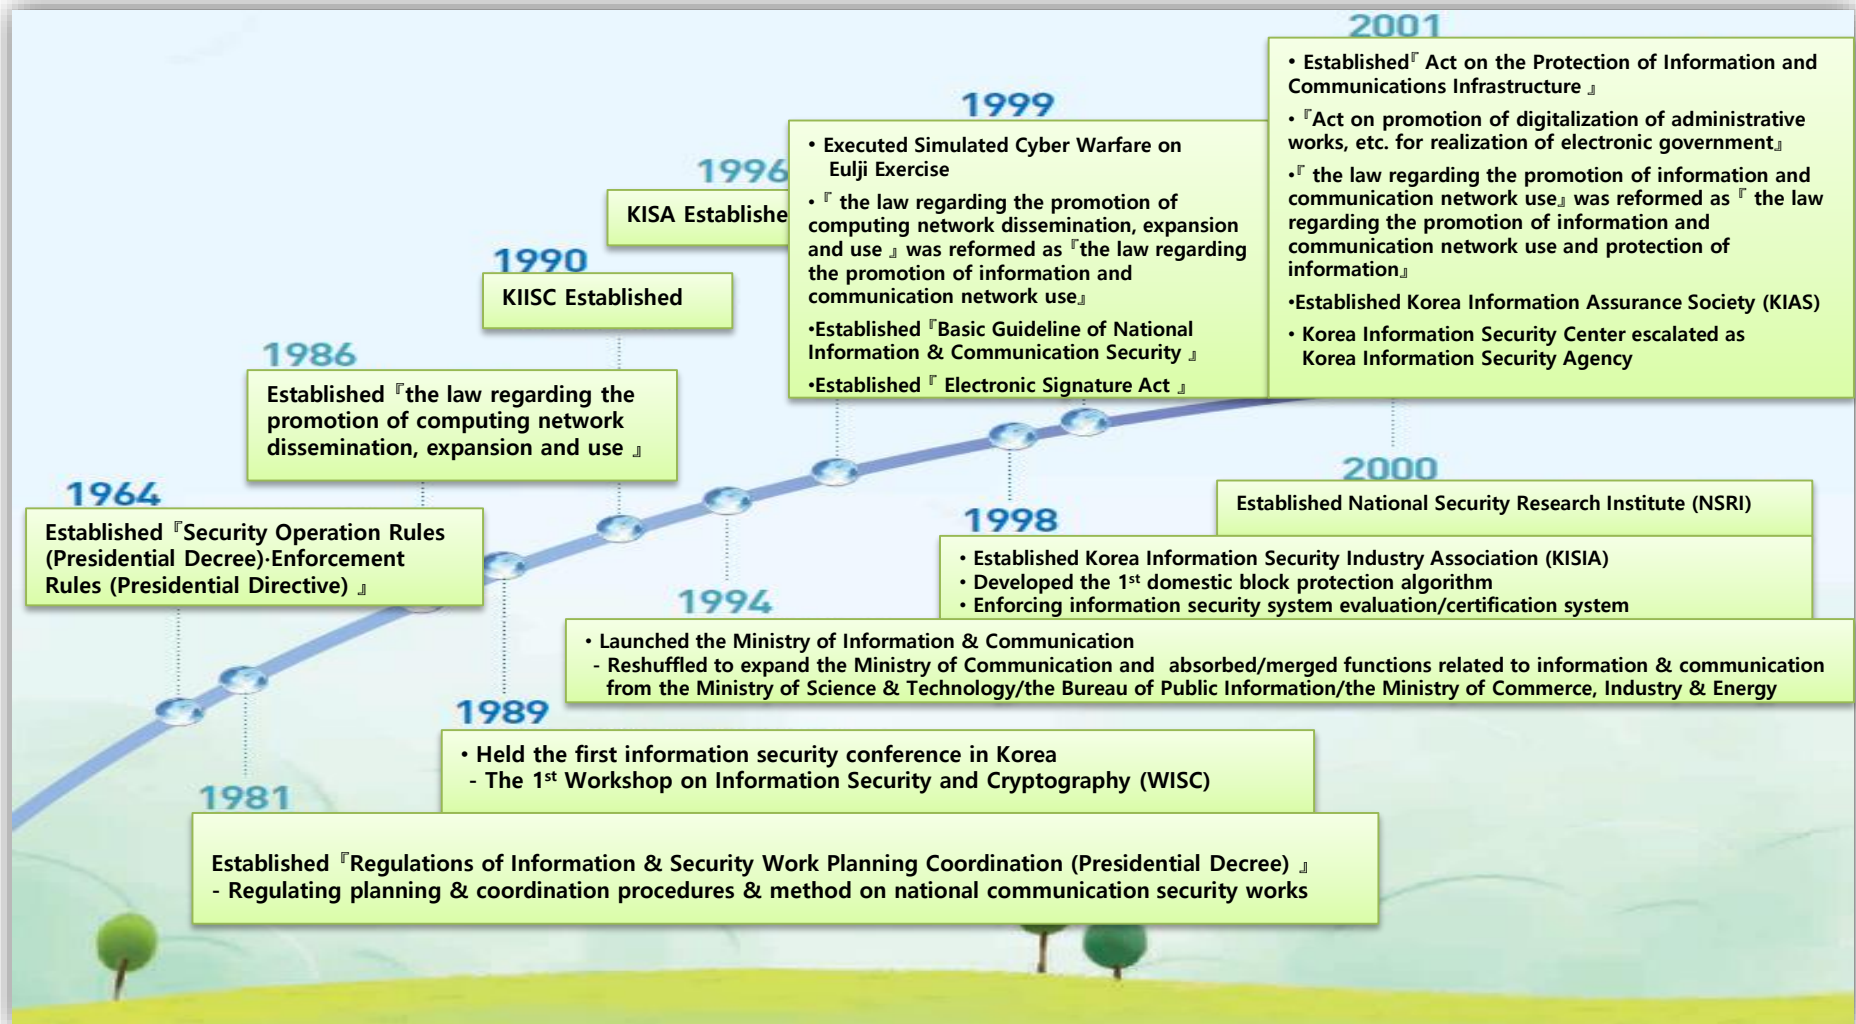 2001
• Established『 Act on the Protection of Information and
Communications Infrastructure 』
• 『Act on promotion of digitalization of administrative
works, etc. for realization of electronic government』
•『 the law regarding the promotion of information and
communication network use』 was reformed as 『 the law
regarding the promotion of information and
communication network use and protection of
information』
•Established Korea Information Assurance Society (KIAS)
• Korea Information Security Center escalated as
Korea Information Security Agency
1999
• Executed Simulated Cyber Warfare on
Eulji Exercise
• 『 the law regarding the promotion of
computing network dissemination, expansion
and use 』 was reformed as 『the law regarding
the promotion of information and
communication network use』
•Established 『Basic Guideline of National
Information & Communication Security 』
•Established 『 Electronic Signature Act 』
1996
KISA Establishe
1990
KIISC Established
1986
Established 『the law regarding the
promotion of computing network
dissemination, expansion and use 』
1964
Established 『Security Operation Rules
(Presidential Decree)·Enforcement
Rules (Presidential Directive) 』
2000
Established National Security Research Institute (NSRI)
1998
• Established Korea Information Security Industry Association (KISIA)
• Developed the 1st domestic block protection algorithm
• Enforcing information security system evaluation/certification system
1994
• Launched the Ministry of Information & Communication
- Reshuffled to expand the Ministry of Communication and absorbed/merged functions related to information & communication
from the Ministry of Science & Technology/the Bureau of Public Information/the Ministry of Commerce, Industry & Energy
1989
• Held the first information security conference in Korea
- The 1st Workshop on Information Security and Cryptography (WISC)
1981
Established 『Regulations of Information & Security Work Planning Coordination (Presidential Decree) 』
- Regulating planning & coordination procedures & method on national communication security works